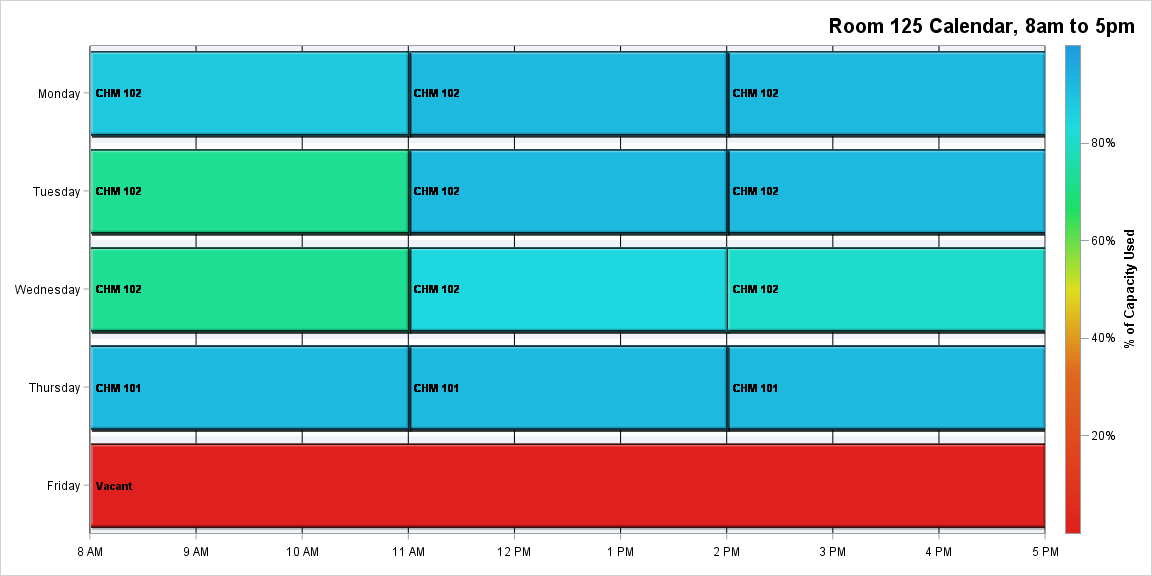 Room 125 Calendar, 8am to 5pm
Monday
CHM 102
CHM 102
CHM 102
80%
Tuesday
CHM 102
CHM 102
CHM 102
60%
Wednesday
CHM 102
CHM 102
CHM 102
% of Capacity Used
40%
Thursday
CHM 101
CHM 101
CHM 101
20%
Friday
Vacant
8 AM
9 AM
10 AM
11 AM
12 PM
1 PM
2 PM
3 PM
4 PM
5 PM